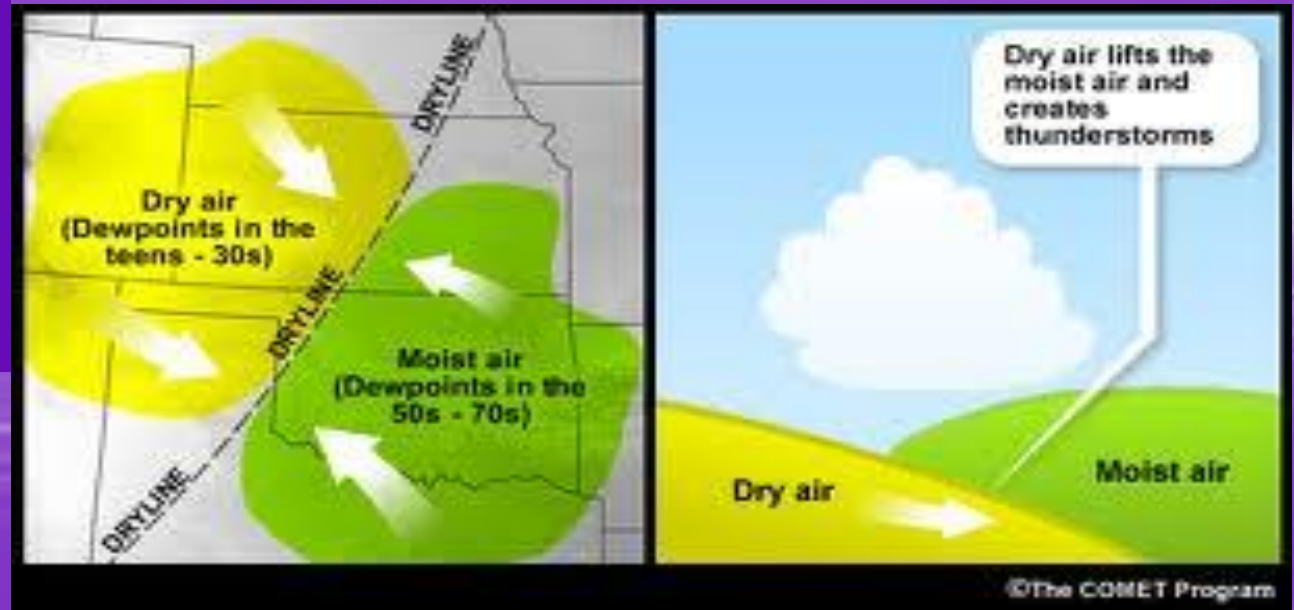 DRYLINE
Dry air
(Dewpoints in the
teens - 30s)
DRYLINE
Moist air
(Dewpoints in the
50s - 70s)
DRYLINE
Dry air lifts the
moist air and
creates
thunderstorms
Dry air
Moist air
©The COMET Program